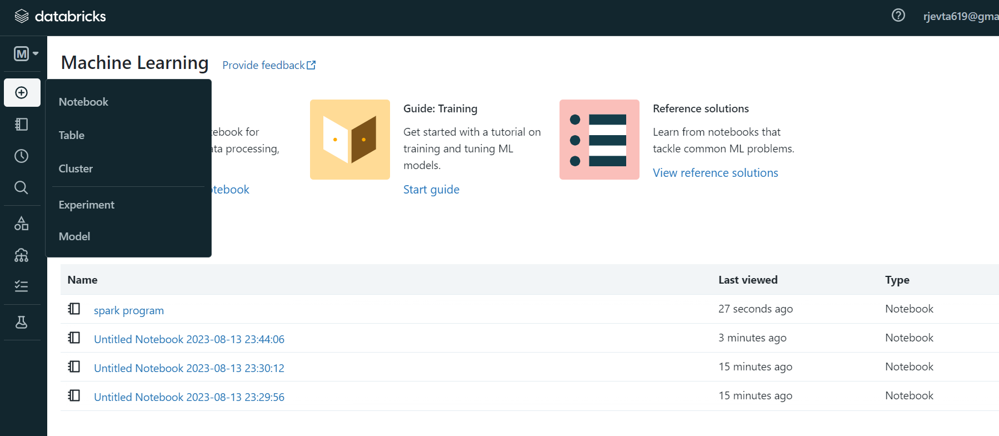 databricks
rjevta619@gma
M
Machine Learning
Provide feedback
Notebook
Table
Cluster
Experiment
Model
tebook for
ata processing,
otebook
Guide: Training
Get started with a tutorial on
training and tuning ML
models.
Start guide
Reference solutions
Learn from notebooks that
tackle common ML problems.
View reference solutions
Name Last viewed Type
spark program 27 seconds ago Notebook
Untitled Notebook 2023-08-13 23:44:06 3 minutes ago Notebook
Untitled Notebook 2023-08-13 23:30:12 15 minutes ago Notebook
Untitled Notebook 2023-08-13 23:29:56 15 minutes ago Notebook